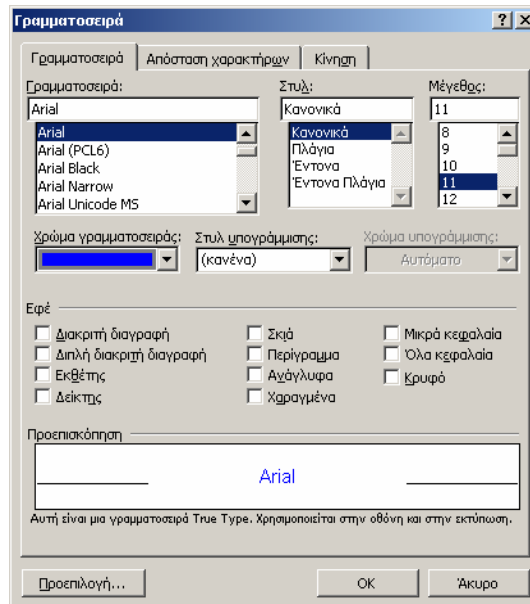 Γραμματοσειρά
Γραμματοσειρά Απόσταση χαρακτήρων Κίνηση
Γραμματοσειρά: Στυλ: Μέγεθος:
Arial Κανονικά 11
Arial Κανονικά 8
Arial (PCL6) Πλάγια 9
Arial Black Έντονα 10
Arial Narrow Έντονα Πλάγια 11
Arial Unicode MS 12
Χρώμα γραμματοσειράς: Στυλ υπογράμμισης: Χρώμα υπογράμμισης:
(κανένα) Αυτόματο
Εφέ
Διακριτή διαγραφή Σκιά Μικρά κεφαλαία
Διπλή διακριτή διαγραφή Περίγραμμα Όλα κεφαλαία
Εκθέτης Ανάγλυφα Κρυφό
Δείκτης Χαραγμένα
Προεπισκόπηση
Arial
Αυτή είναι μια γραμματοσειρά True Type. Χρησιμοποιείται στην οθόνη και στην εκτύπωση.
Προεπιλογή... OK Άκυρο